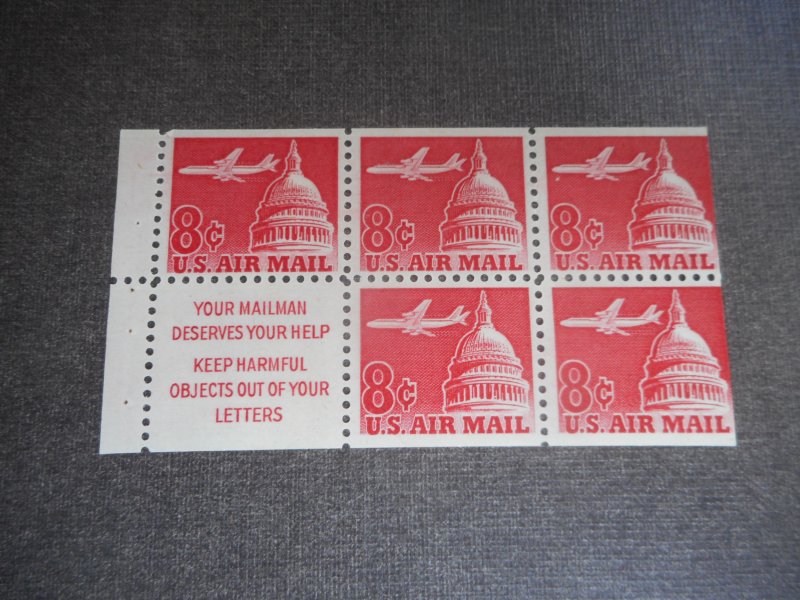 8¢
U.S. AIR MAIL
8¢
U.S. AIR MAIL
8¢
U.S. AIR MAIL
YOUR MAILMAN
DESERVES YOUR HELP
KEEP HARMFUL
OBJECTS OUT OF YOUR
LETTERS
8¢
U.S. AIR MAIL
8¢
U.S. AIR MAIL